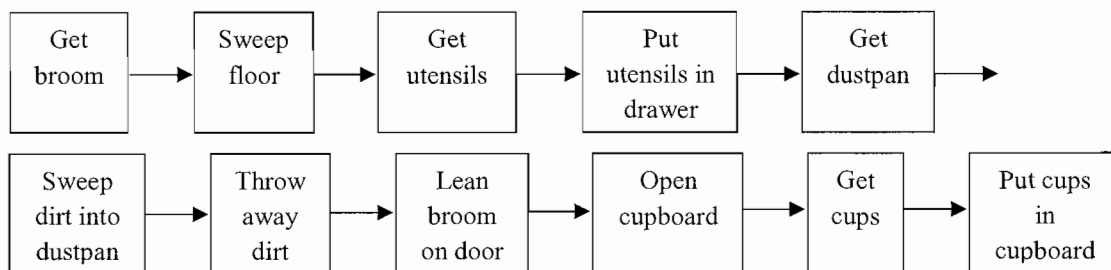 Get
broom
Sweep
floor
Get
utensils
Put
utensils in
drawer
Get
dustpan
Sweep
dirt into
dustpan
Throw
away
dirt
Lean
broom
on door
Open
cupboard
Get
cups
Put cups
in
cupboard